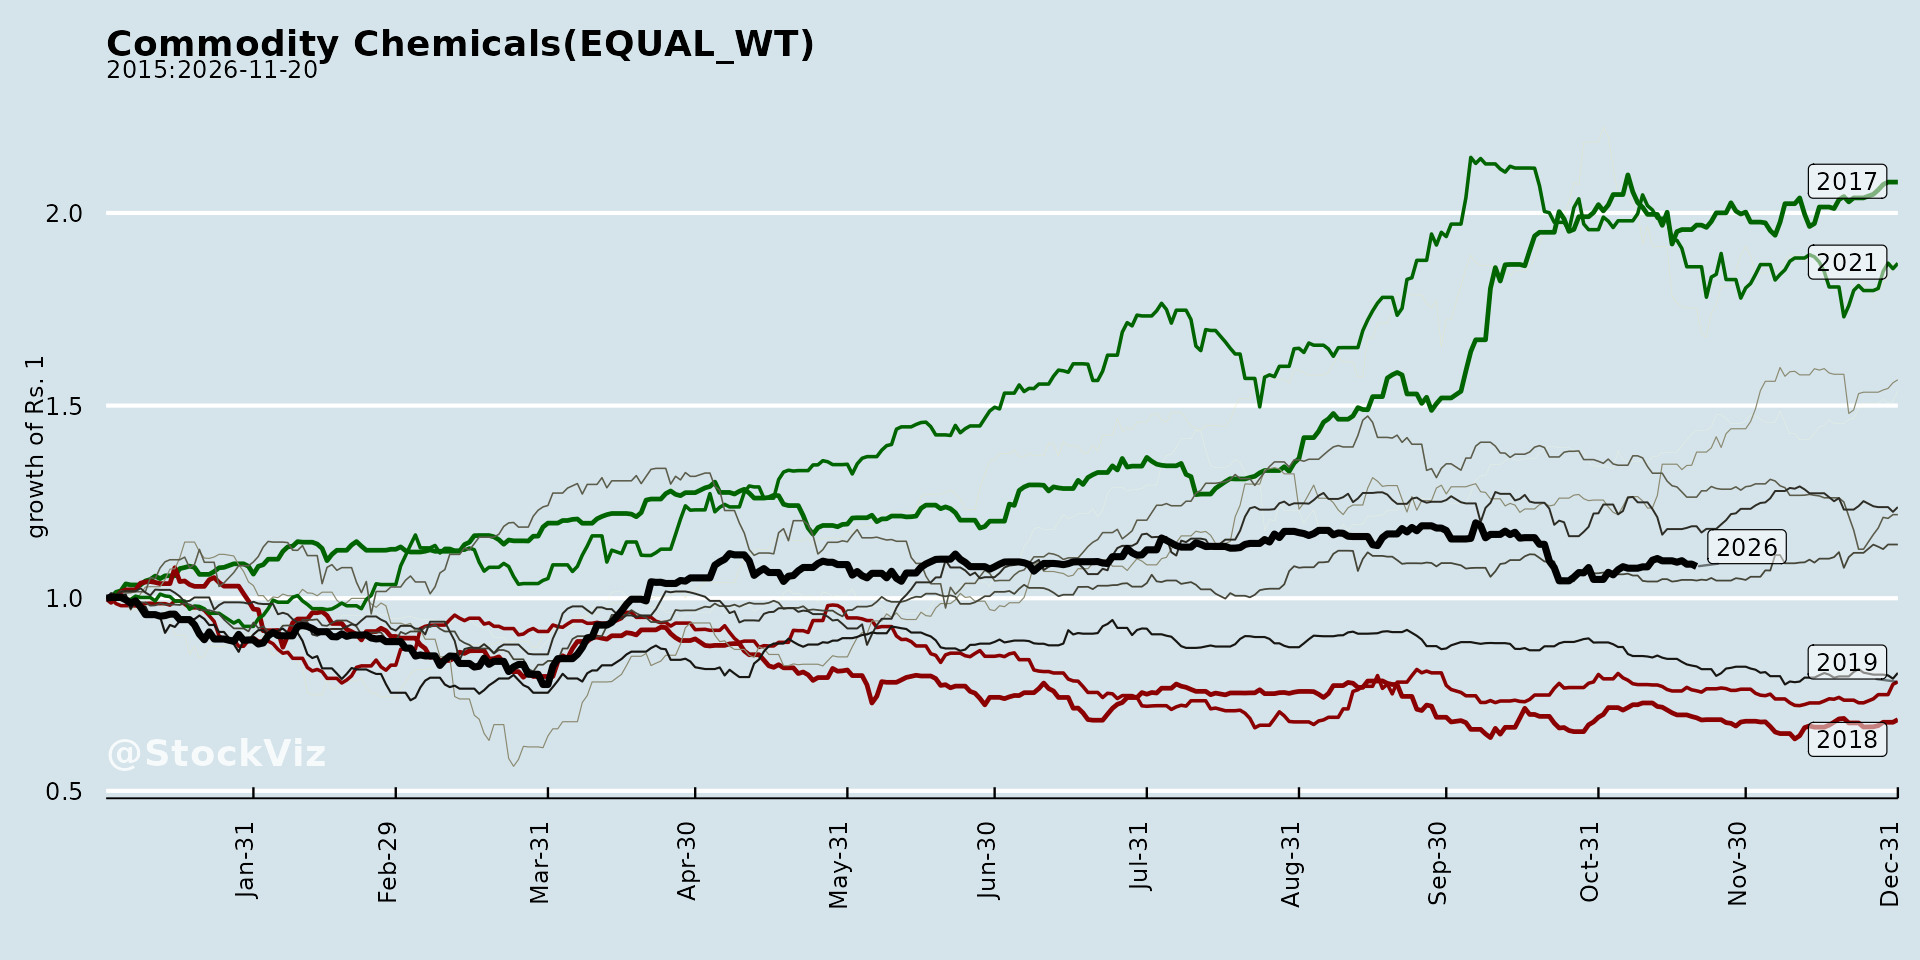 Commodity Chemicals(EQUAL_WT)
2015:2026-11-20
growth of Rs. 1
2.0
1.5
1.0
0.5
2017
2021
2026
2019
2018
@StockViz
Jan-31
Feb-29
Mar-31
Apr-30
May-31
Jun-30
Jul-31
Aug-31
Sep-30
Oct-31
Nov-30
Dec-31